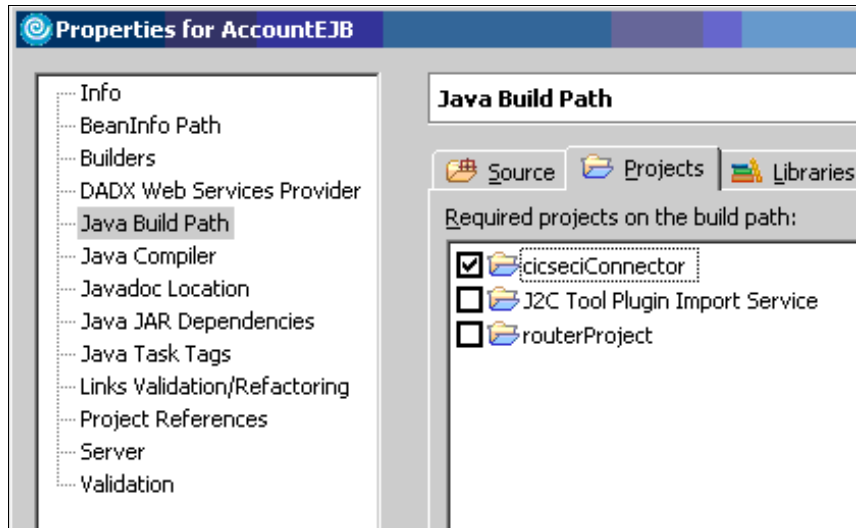 Properties for AccountEJB
Info
BeanInfo Path
Builders
DADX Web Services Provider
Java Build Path
Java Compiler
Javadoc Location
Java JAR Dependencies
Java Task Tags
Links Validation/Refactoring
Project References
Server
Validation
Java Build Path
Source Projects Libraries
Required projects on the build path:
cicseciConnector
J2C Tool Plugin Import Service
routerProject